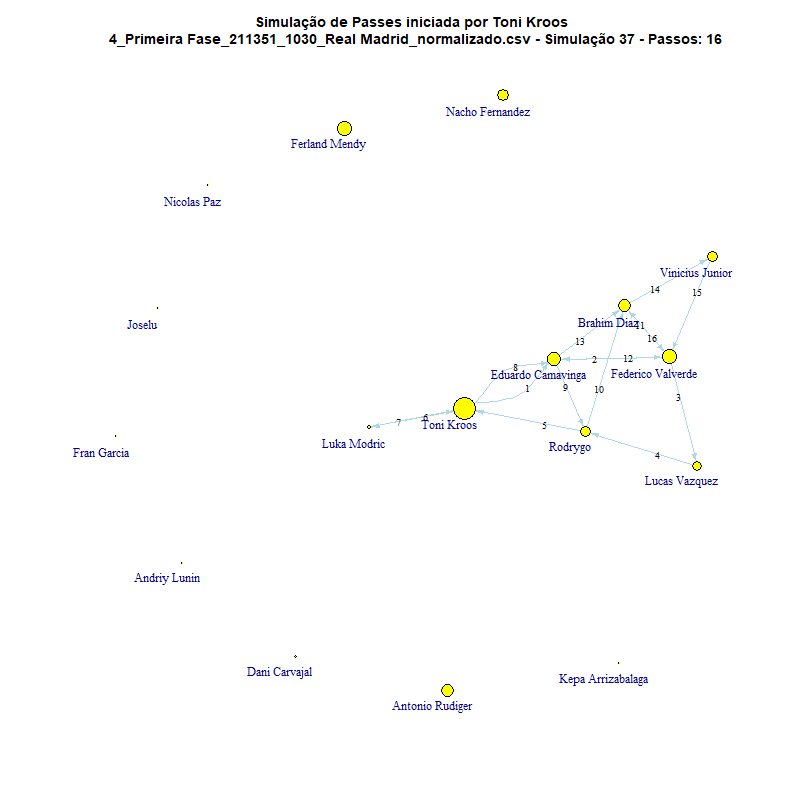 Simulação de Passes iniciada por Toni Kroos
4_Primeira Fase_211351_1030_Real Madrid_normalizado.csv - Simulação 37 - Passos: 16
Nacho Fernandez
Ferland Mendy
Nicolas Paz
Vinicius Junior
14
15
Joselu
Brahim Diaz
11
16
13
2
12
8
Eduardo Camavinga
Federico Valverde
1
9
10
3
6
7
Toni Kroos
5
Luka Modric
Rodrygo
Fran Garcia
4
Lucas Vazquez
Andriy Lunin
Dani Carvajal
Kepa Arrizabalaga
Antonio Rudiger